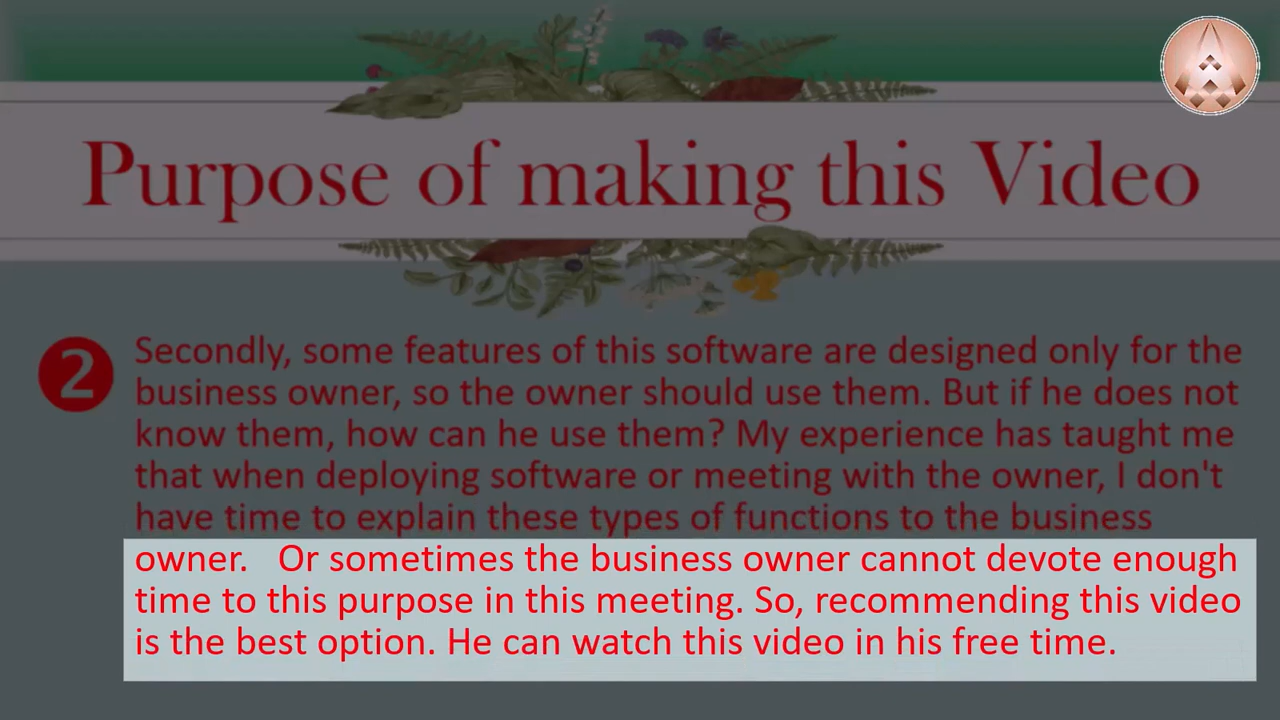 Purpose of making this Video
2
Secondly, some features of this software are designed only for the
business owner, so the owner should use them. But if he does not
know them, how can he use them? My experience has taught me
that when deploying software or meeting with the owner, I don't
have time to explain these types of functions to the business
owner.   Or sometimes the business owner cannot devote enough
time to this purpose in this meeting. So, recommending this video
is the best option. He can watch this video in his free time.